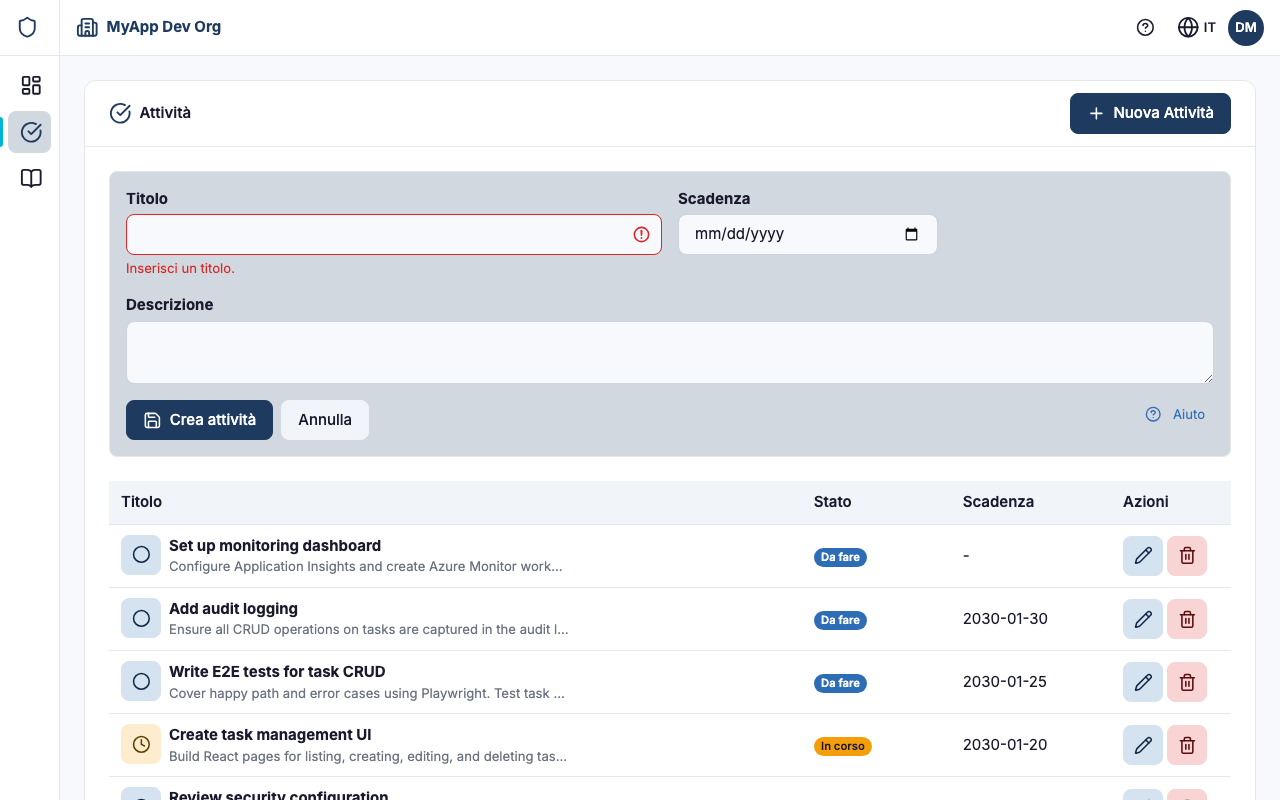 MyApp Dev Org
IT
DM
Attività
Nuova Attività
Titolo
Scadenza
mm/dd/yyyy
Inserisci un titolo.
Descrizione
Crea attività
Annulla
Aiuto
Titolo Stato Scadenza Azioni
Set up monitoring dashboard
Configure Application Insights and create Azure Monitor work...
Da fare
-
Add audit logging
Ensure all CRUD operations on tasks are captured in the audit l...
Da fare
2030-01-30
Write E2E tests for task CRUD
Cover happy path and error cases using Playwright. Test task ...
Da fare
2030-01-25
Create task management UI
Build React pages for listing, creating, editing, and deleting tas...
In corso
2030-01-20
Review security configuration